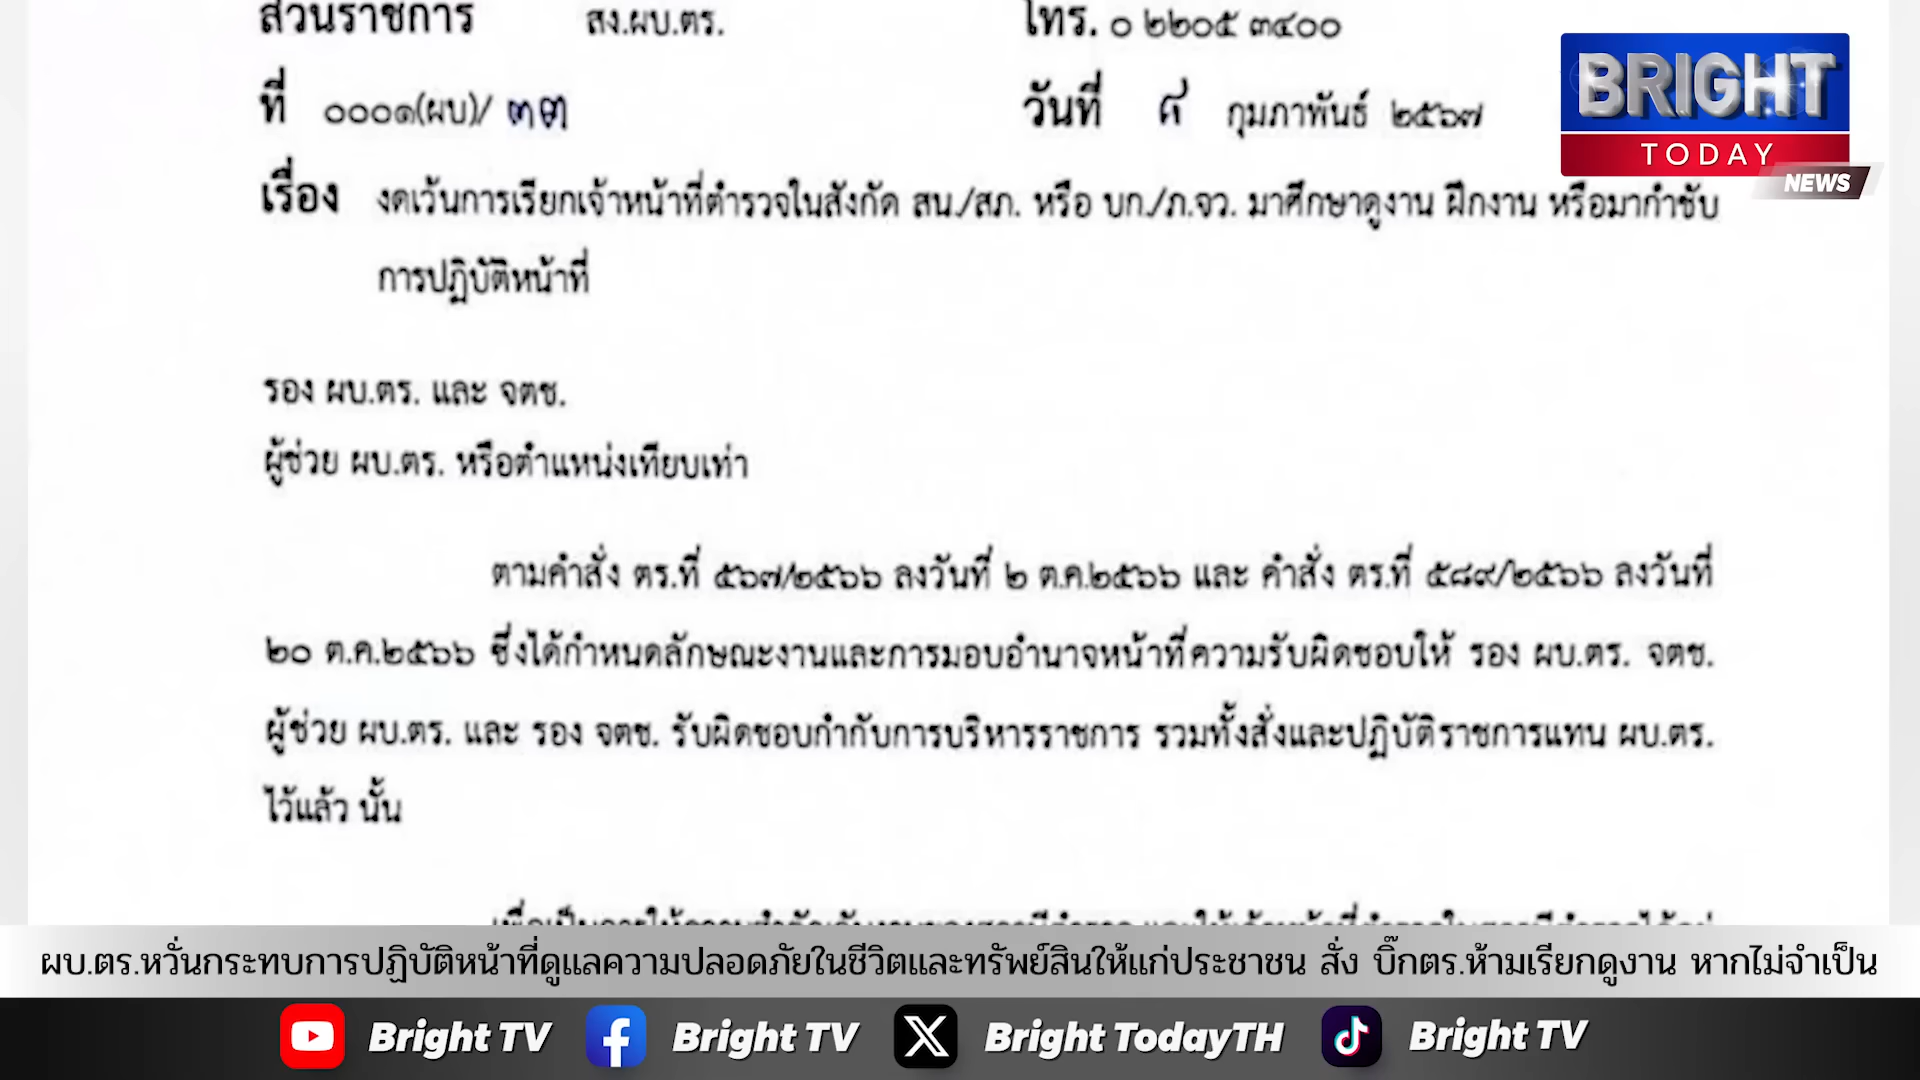 ส่วนราชการ สง.ผบ.ตร. โทร. ๐ ๒๒๐๕ ๓๔๐๐
ที่ ๐๐๐๑(ผบ)/ ๓๓ วันที่ ๘ กุมภาพันธ์ ๒๕๖๗
เรื่อง งดเว้นการเรียกเจ้าหน้าที่ตำรวจในสังกัด สน./สภ. หรือ บก./ภ.จว. มาศึกษาดูงาน ฝึกงาน หรือมากำชับ
การปฏิบัติหน้าที่
รอง ผบ.ตร. และ จตช.
ผู้ช่วย ผบ.ตร. หรือตำแหน่งเทียบเท่า
ตามคำสั่ง ตร.ที่ ๕๖๗/๒๕๖๖ ลงวันที่ ๒ ต.ค.๒๕๖๖ และ คำสั่ง ตร.ที่ ๕๘๙/๒๕๖๖ ลงวันที่
๒๐ ต.ค.๒๕๖๖ ซึ่งได้กำหนดลักษณะงานและการมอบอำนาจหน้าที่ความรับผิดชอบให้ รอง ผบ.ตร. จตช.
ผู้ช่วย ผบ.ตร. และ รอง จตช. รับผิดชอบกำกับการบริหารราชการ รวมทั้งสั่งและปฏิบัติราชการแทน ผบ.ตร.
ไว้แล้ว นั้น
BRIGHT
TODAY
NEWS
ผบ.ตร.หวั่นกระทบการปฏิบัติหน้าที่ดูแลความปลอดภัยในชีวิตและทรัพย์สินให้แก่ประชาชน สั่ง บิ๊กตร.ห้ามเรียกดูงาน หากไม่จำเป็น
Bright TV Bright TV Bright TodayTH Bright TV